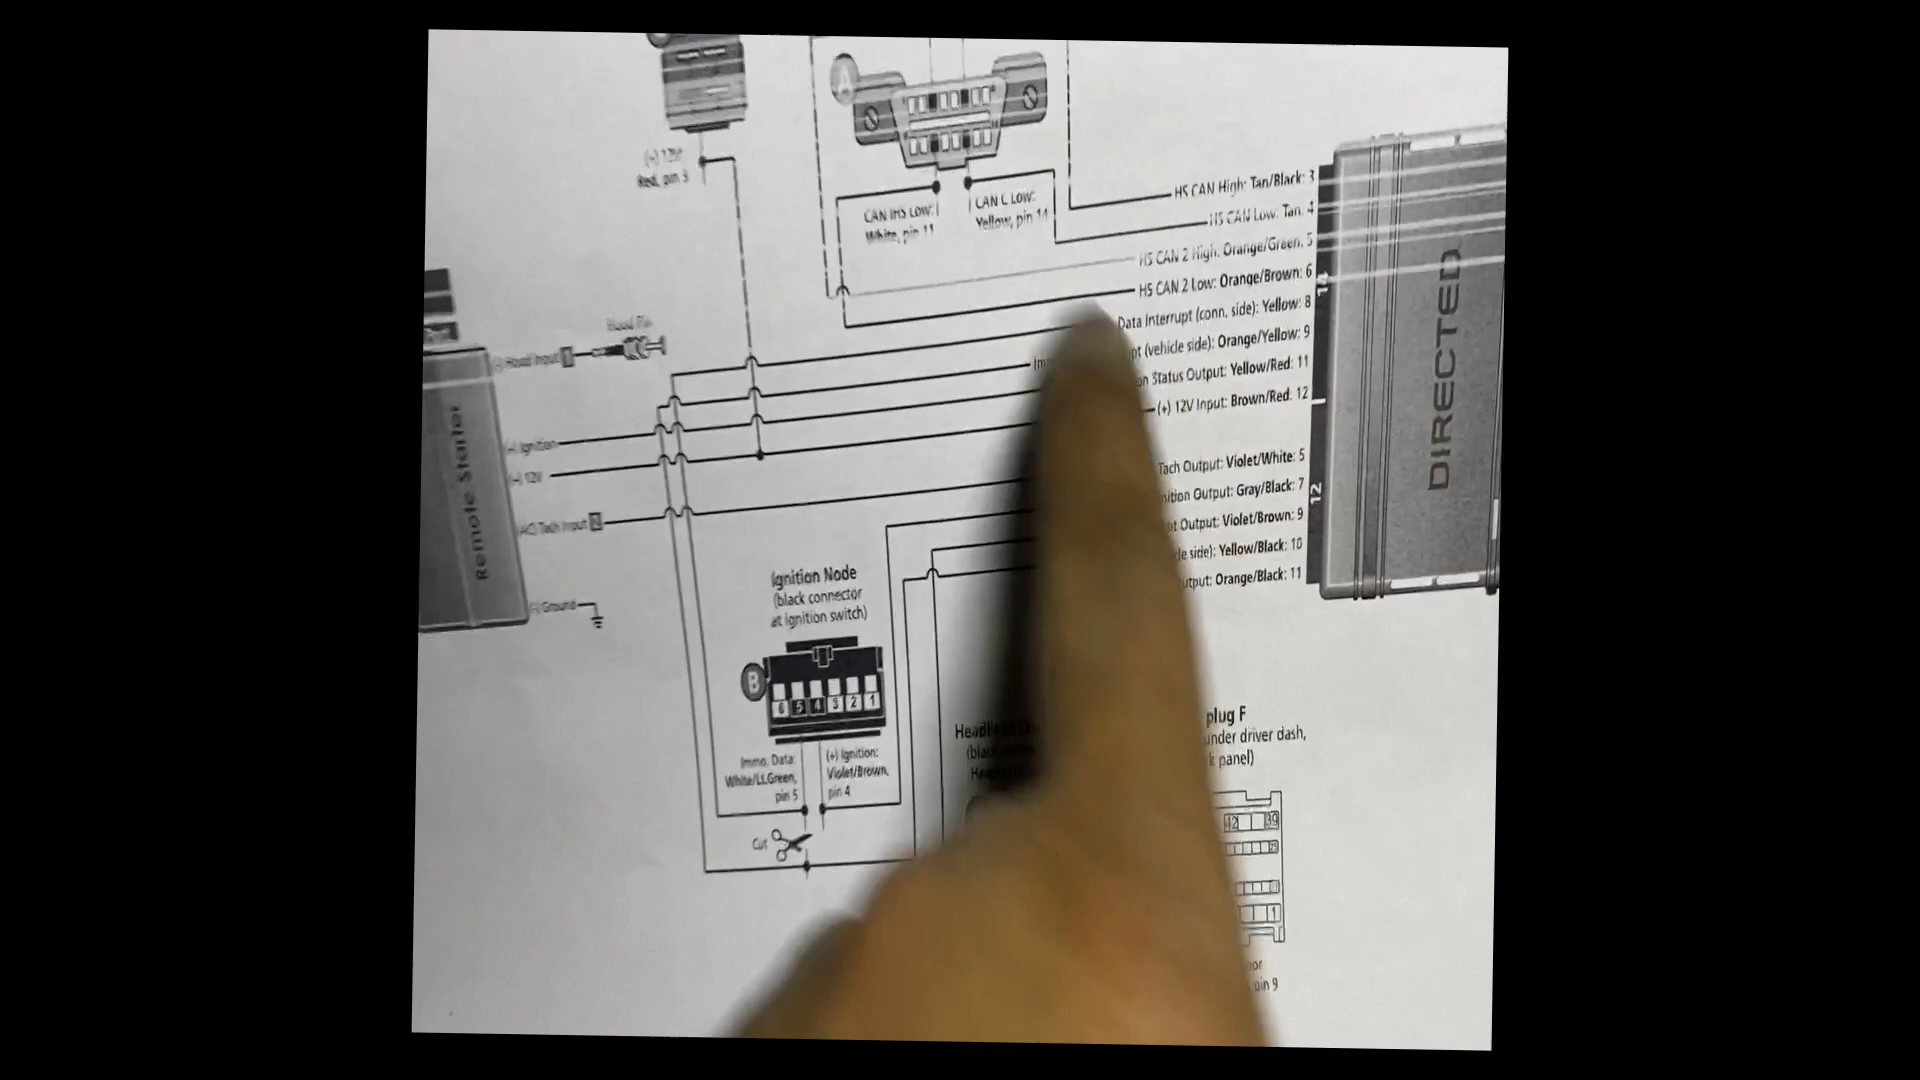 (+) 12V:
Red, pin 3
A
CAN IHS Low:
White, pin 11
CAN C Low:
Yellow, pin 14
HS CAN High: Tan/Black: 3
HS CAN Low: Tan: 4
HS CAN 2 High: Orange/Green: 5
HS CAN 2 Low: Orange/Brown: 6
Data Interrupt (conn. side): Yellow: 8
(vehicle side): Orange/Yellow: 9
Status Output: Yellow/Red: 11
(+) 12V Input: Brown/Red: 12
Tach Output: Violet/White: 5
Output: Gray/Black: 7
Output: Violet/Brown: 9
side): Yellow/Black: 10
Orange/Black: 11
DIRECTED
12
Hood Pin
(-) Hood Input
Remote Starter
(+) Ignition
(+) 12V
(AC) Tach Input
(-) Ground
Ignition Node
(black connector
at ignition switch)
B
6 5 4 3 2 1
Immo. Data:
White/Lt.Green,
pin 5
(+) Ignition:
Violet/Brown,
pin 4
Cut
plug F
under driver dash,
panel)
1
pin 9